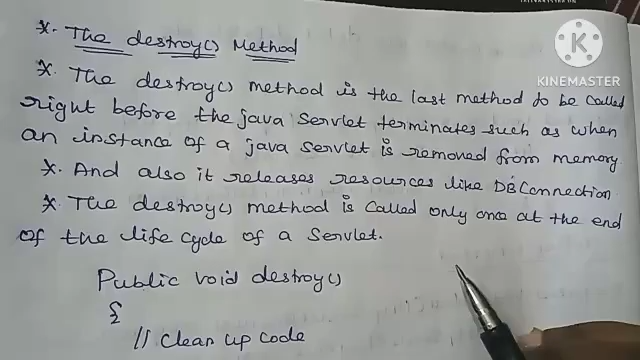 *. The destroy() Method
*. The destroy() method is the last method to be called
right before the java servlet terminates such as when
an instance of a java servlet is removed from memory.
*. And also it releases resources like DB Connection
*. The destroy() method is called only once at the end
of the life cycle of a Servlet.
Public void destroy()
{
// Clean up code
K
KINEMASTER